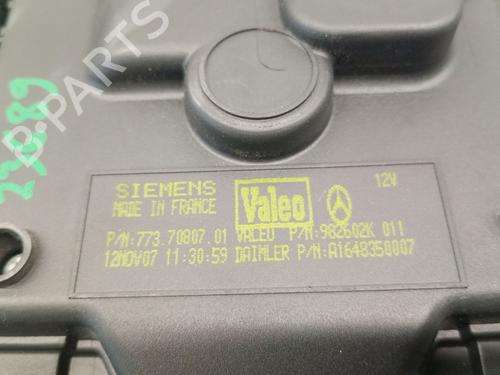 23089
B-PARTS
SIEMENS Valeo 12V
MADE IN FRANCE
P/N:773.70807.01 VALEO P/N:982602K 011
12NOV07 11:30:59 DAIMLER P/N:A1648350007